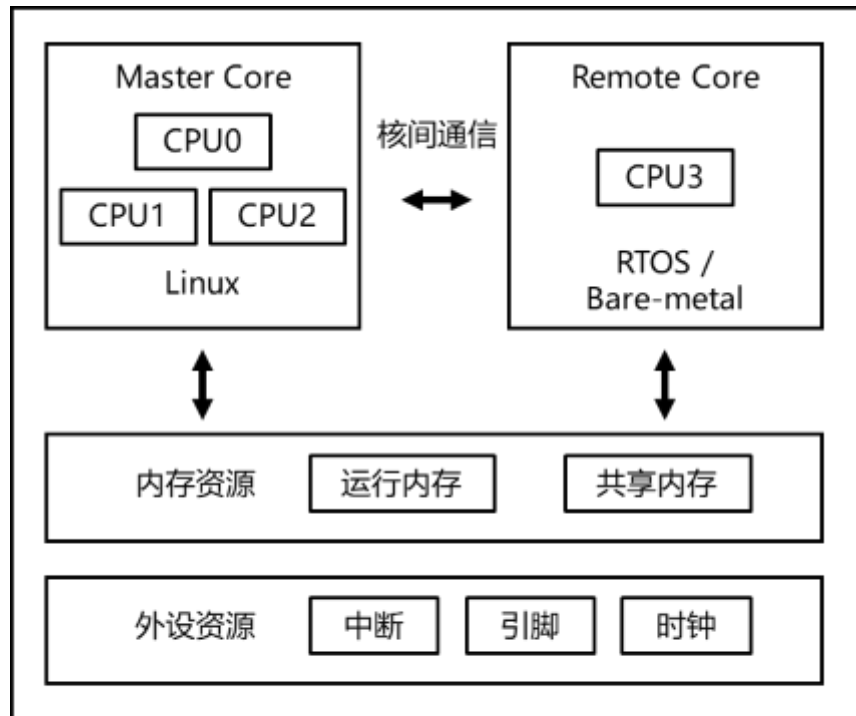 Master Core
CPU0
CPU1
CPU2
Linux
核间通信
Remote Core
CPU3
RTOS /
Bare-metal
内存资源
运行内存
共享内存
外设资源
中断
引脚
时钟